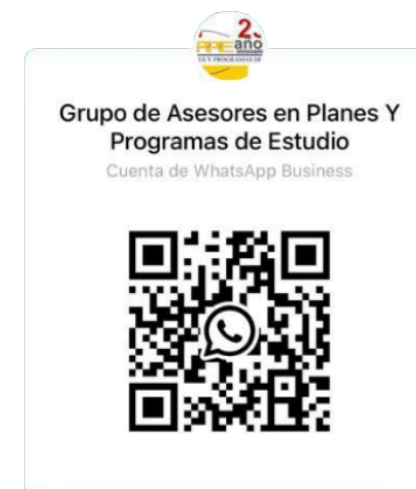 2
año
Grupo de Asesores en Planes Y
Programas de Estudio
Cuenta de WhatsApp Business